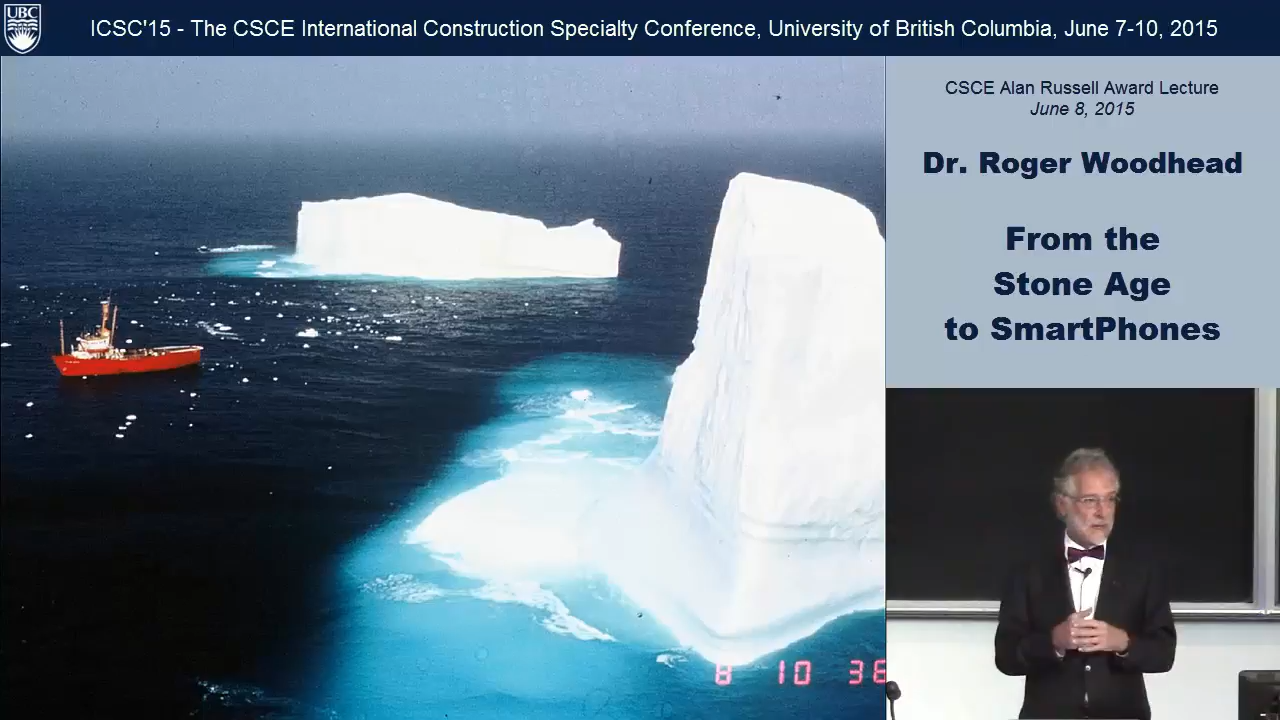 UBC
ICSC'15 - The CSCE International Construction Specialty Conference, University of British Columbia, June 7-10, 2015
CSCE Alan Russell Award Lecture
June 8, 2015
Dr. Roger Woodhead
From the
Stone Age
to SmartPhones
8 10 36